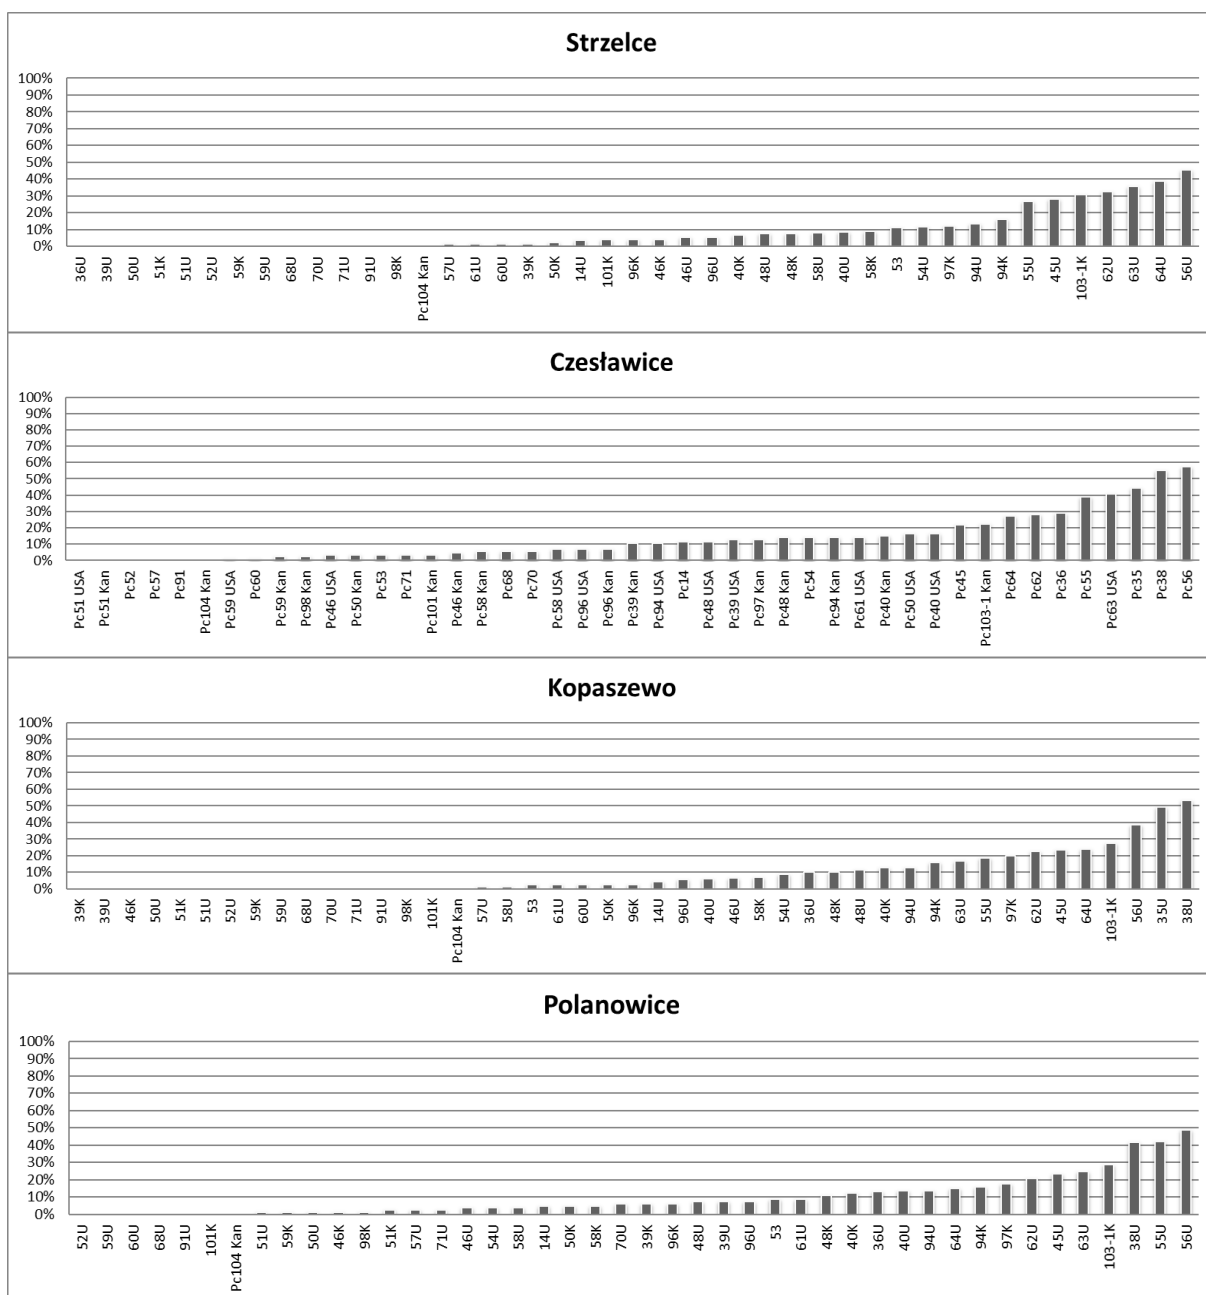 Strzelce
100%
90%
80%
70%
60%
50%
40%
30%
20%
10%
0%
36U
39U
50U
51K
51U
52U
59K
59U
68U
70U
71U
91U
98K
Pc104 Kan
57U
61U
60U
39K
50K
14U
101K
96K
46K
46U
96U
40K
48U
48K
58U
40U
58K
53
54U
97K
94U
94K
55U
45U
103-1K
62U
63U
64U
56U
Czesławice
100%
90%
80%
70%
60%
50%
40%
30%
20%
10%
0%
Pc51 USA
Pc51 Kan
Pc52
Pc57
Pc91
Pc104 Kan
Pc59 USA
Pc60
Pc59 Kan
Pc98 Kan
Pc46 USA
Pc50 Kan
Pc53
Pc71
Pc101 Kan
Pc46 Kan
Pc58 Kan
Pc68
Pc70
Pc58 USA
Pc96 USA
Pc96 Kan
Pc39 Kan
Pc94 USA
Pc14
Pc48 USA
Pc39 USA
Pc97 Kan
Pc48 Kan
Pc54
Pc94 Kan
Pc61 USA
Pc40 Kan
Pc50 USA
Pc40 USA
Pc45
Pc103-1 Kan
Pc64
Pc62
Pc36
Pc55
Pc63 USA
Pc35
Pc38
Pc56
Kopaszewo
100%
90%
80%
70%
60%
50%
40%
30%
20%
10%
0%
39K
39U
46K
50U
51K
51U
52U
59K
59U
68U
70U
71U
91U
98K
101K
Pc104 Kan
57U
58U
53
61U
60U
50K
96K
14U
96U
40U
46U
58K
54U
36U
48K
48U
40K
94U
94K
63U
55U
97K
62U
45U
64U
103-1K
56U
35U
38U
Polanowice
100%
90%
80%
70%
60%
50%
40%
30%
20%
10%
0%
52U
59U
60U
68U
91U
101K
Pc104 Kan
51U
59K
50U
46K
98K
51K
57U
71U
46U
54U
58U
14U
50K
58K
70U
39K
96K
48U
39U
96U
53
61U
48K
40K
36U
40U
94U
64U
94K
97K
62U
45U
63U
103-1K
38U
55U
56U